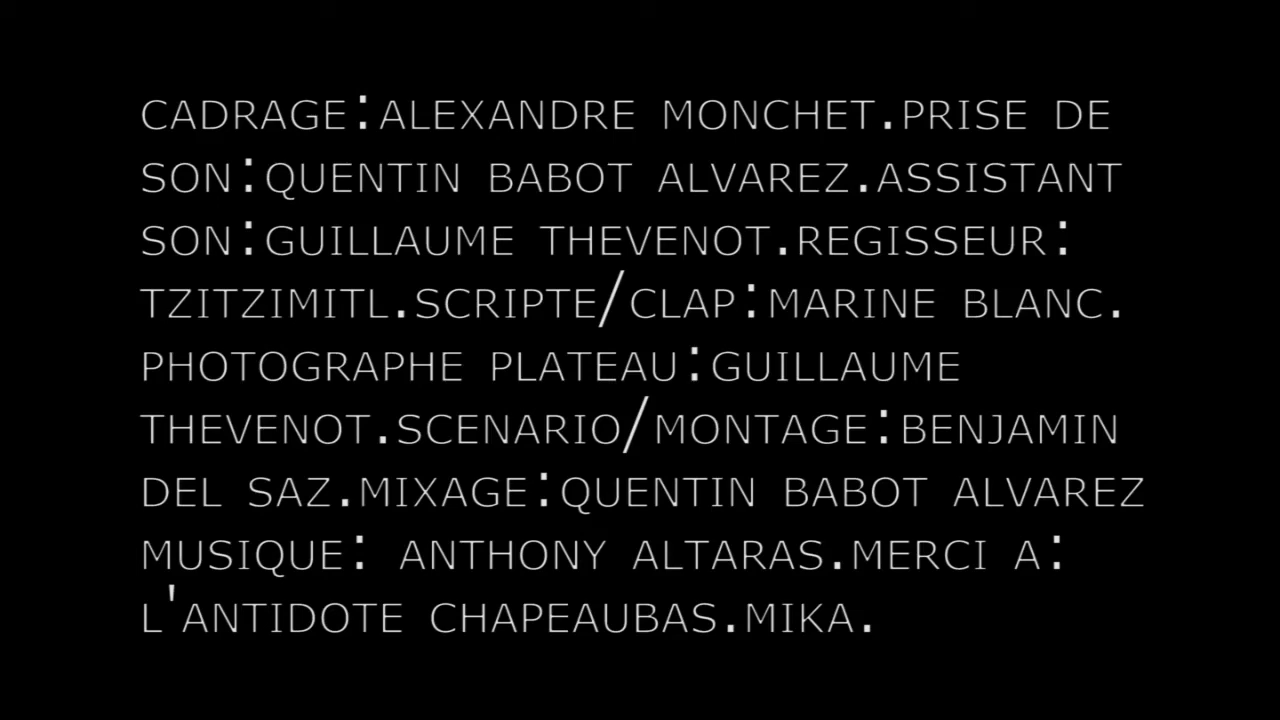 CADRAGE:ALEXANDRE MONCHET.PRISE DE
SON:QUENTIN BABOT ALVAREZ.ASSISTANT
SON:GUILLAUME THEVENOT.REGISSEUR:
TZITZIMITL.SCRIPTE/CLAP:MARINE BLANC.
PHOTOGRAPHE PLATEAU:GUILLAUME
THEVENOT.SCENARIO/MONTAGE:BENJAMIN
DEL SAZ.MIXAGE:QUENTIN BABOT ALVAREZ
MUSIQUE: ANTHONY ALTARAS.MERCI A:
L'ANTIDOTE CHAPEAUBAS.MIKA.